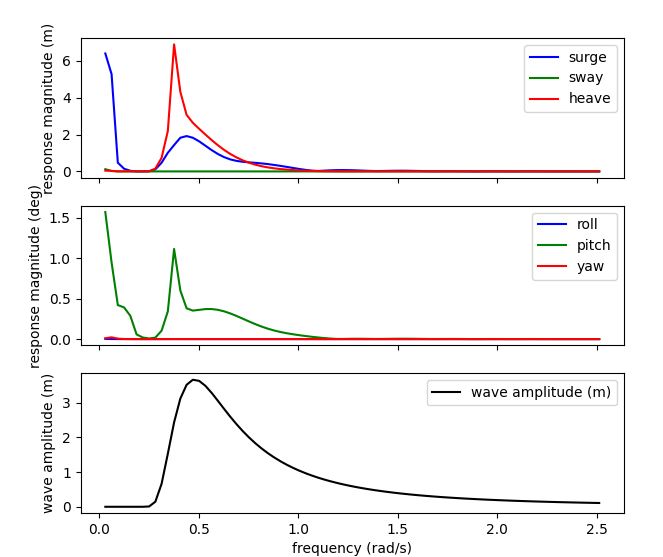 response magnitude (m)
6
4
2
0
surge
sway
heave
response magnitude (deg)
1.5
1.0
0.5
0.0
roll
pitch
yaw
wave amplitude (m)
3
2
1
0
wave amplitude (m)
0.0 0.5 1.0 1.5 2.0 2.5
frequency (rad/s)